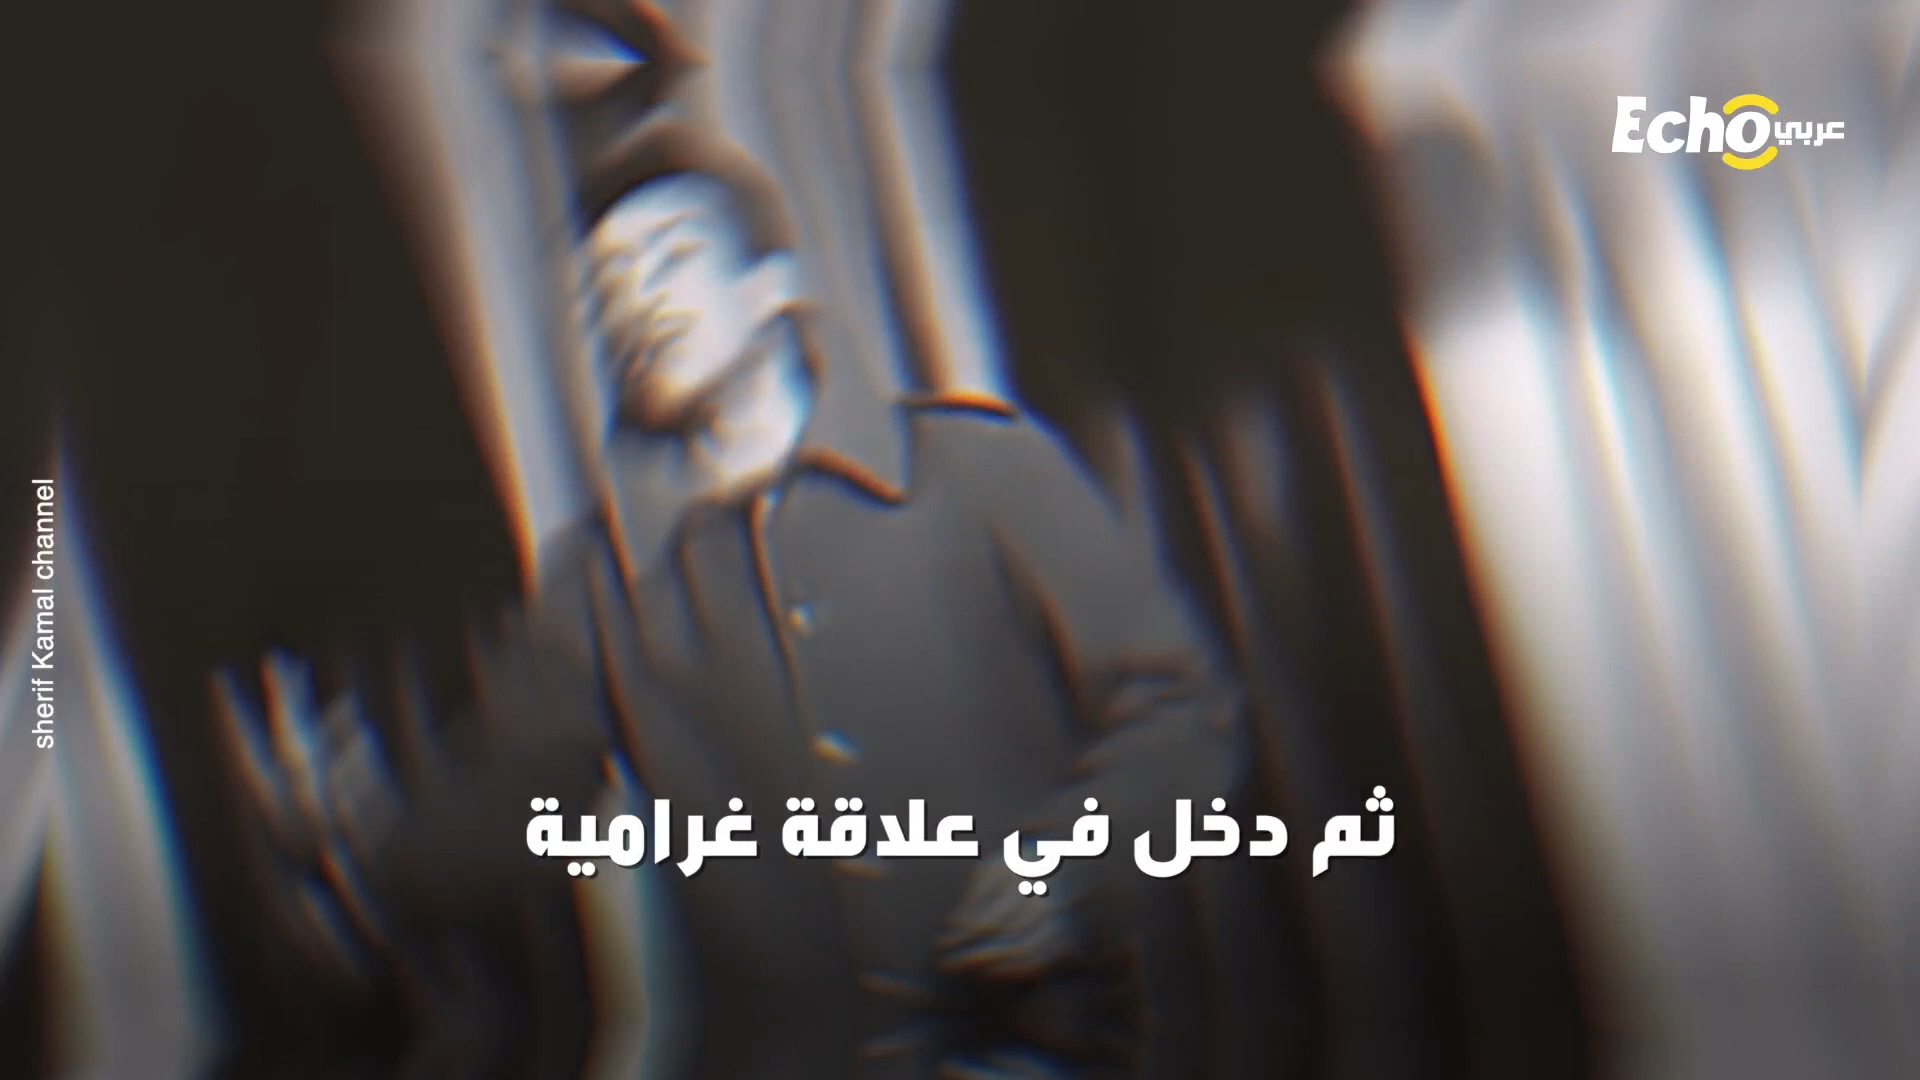 Echo عربي
sherif Kamal channel
ثم دخل في علاقة غرامية